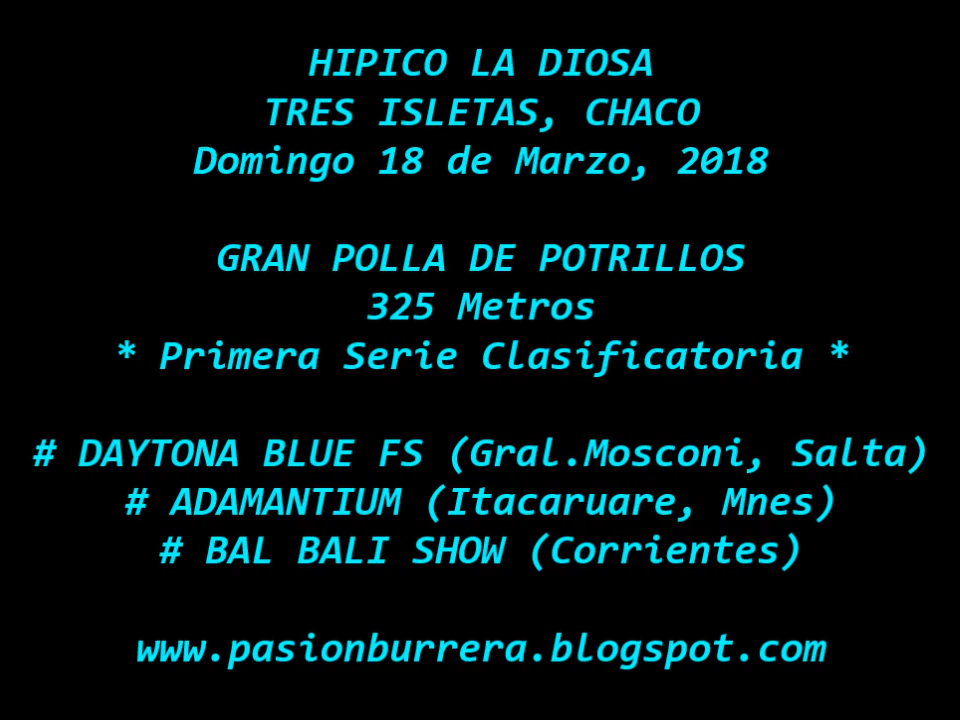 HIPICO LA DIOSA
TRES ISLETAS, CHACO
Domingo 18 de Marzo, 2018
GRAN POLLA DE POTRILLOS
325 Metros
* Primera Serie Clasificatoria *
# DAYTONA BLUE FS (Gral.Mosconi, Salta)
# ADAMANTIUM (Itacaruare, Mnes)
# BAL BALI SHOW (Corrientes)
www.pasionburrera.blogspot.com